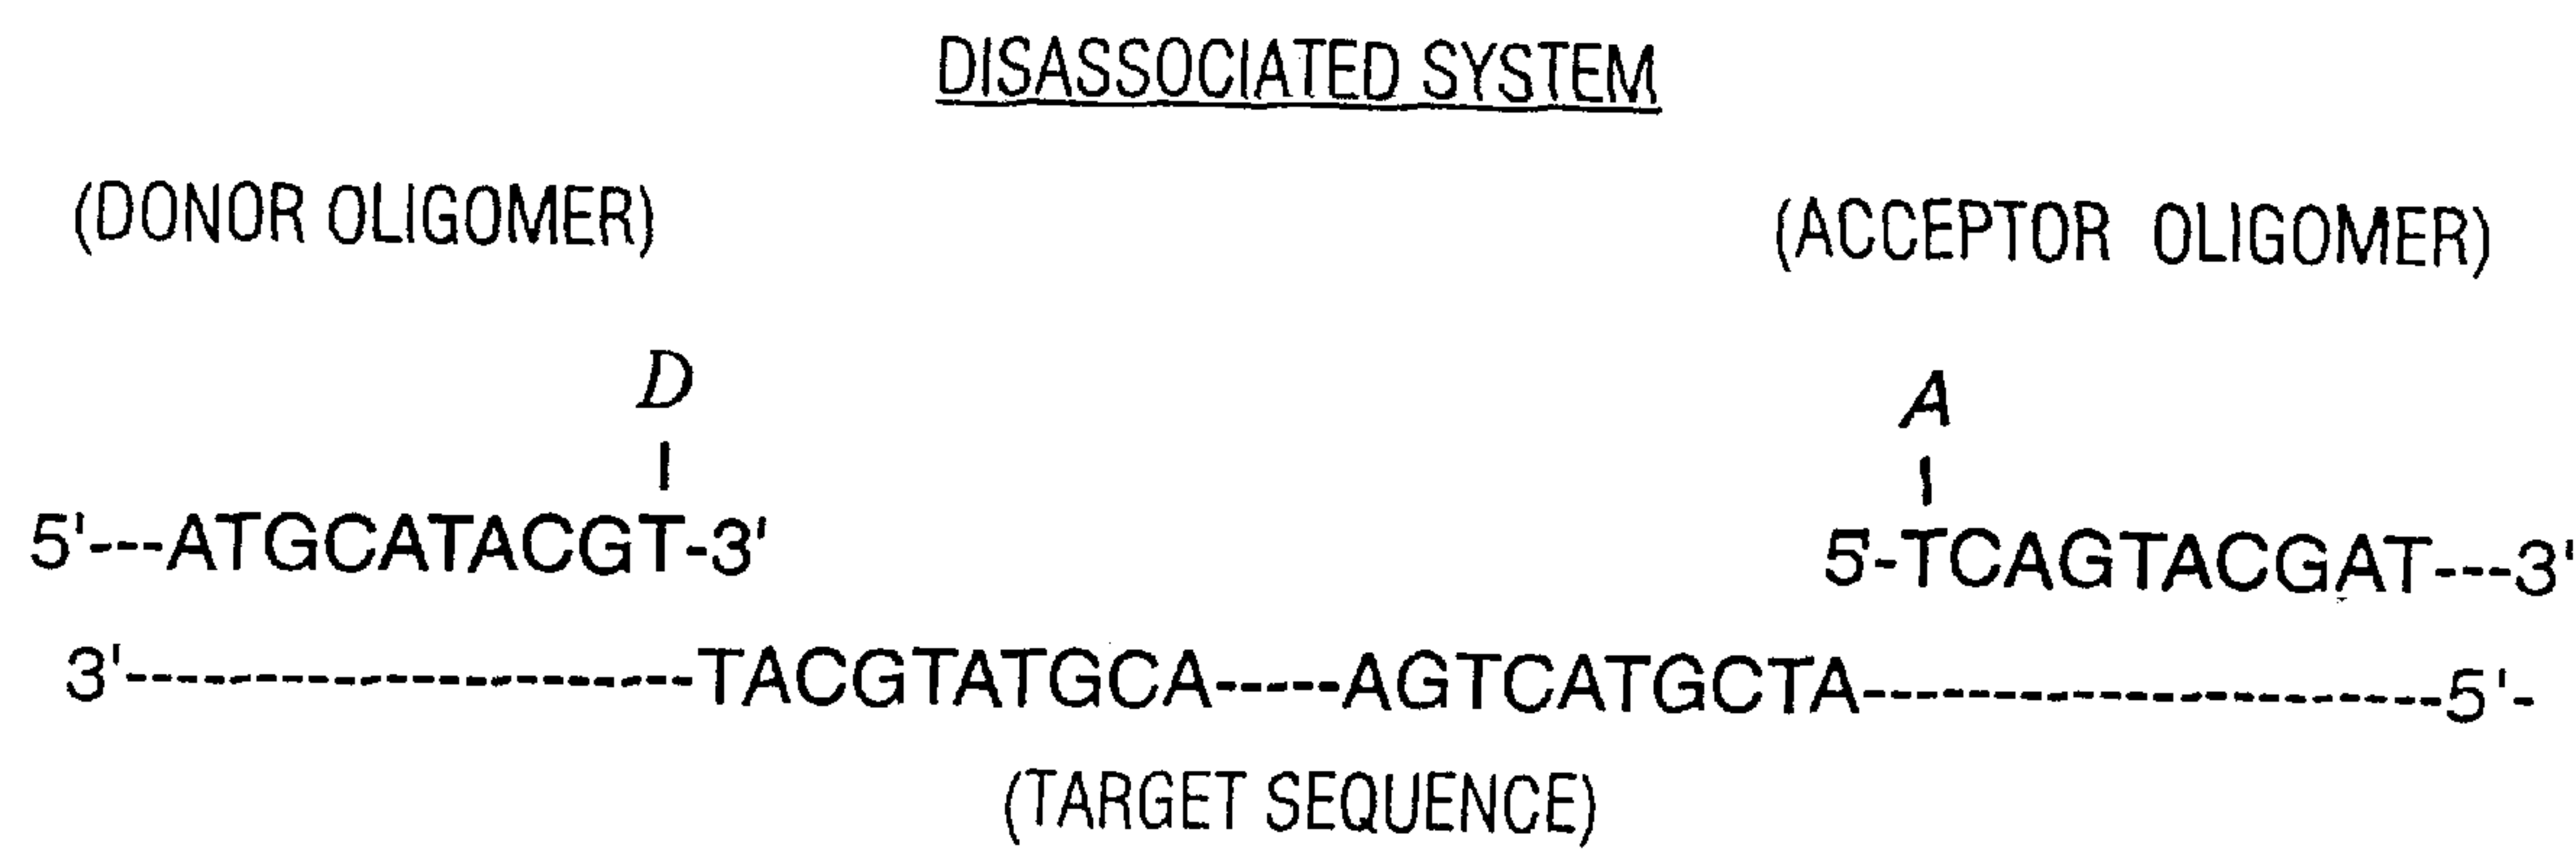 DISASSOCIATED SYSTEM
(DONOR OLIGOMER) (ACCEPTOR OLIGOMER)
D A
5'---ATGCATACGT-3' 5'-TCAGTACGAT---3'
3'----------------------TACGTATGCA-----AGTCATGCTA----------------------5'-
(TARGET SEQUENCE)